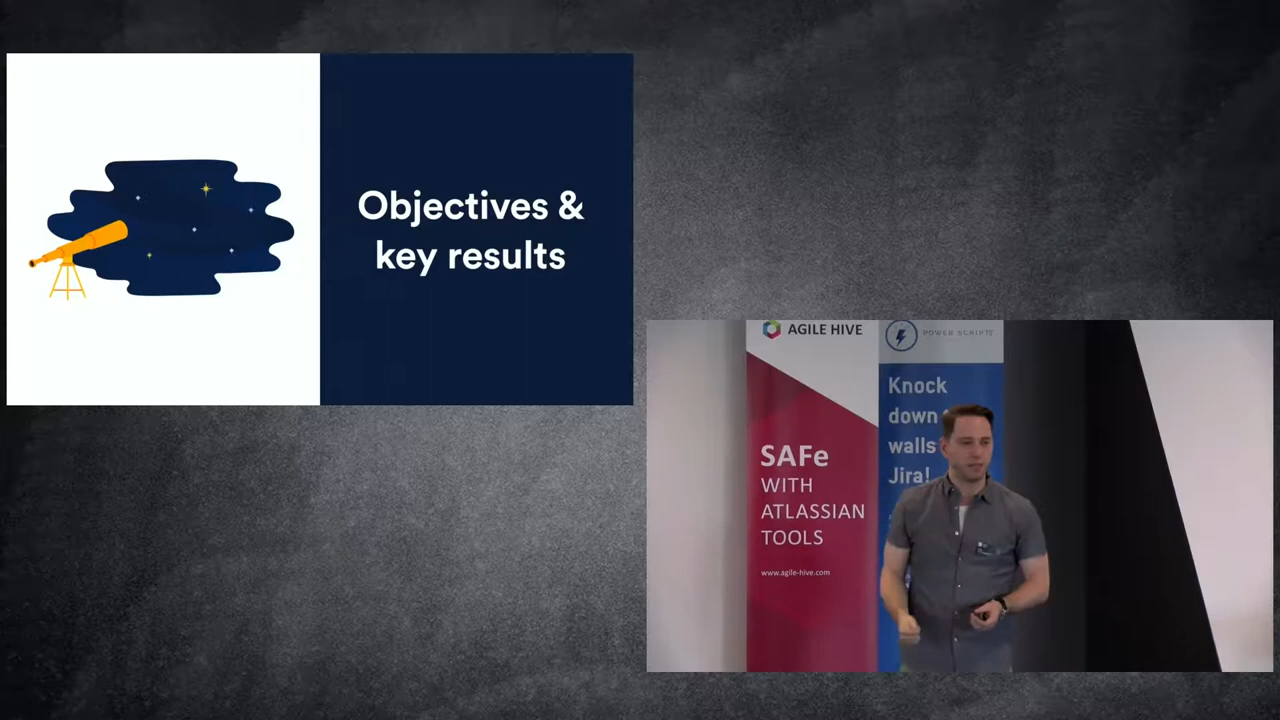 Objectives &
key results
AGILE HIVE
SAFe
WITH
ATLASSIAN
TOOLS
www.agile-hive.com
POWER SCRIPTS
Knock
down
walls
Jira!